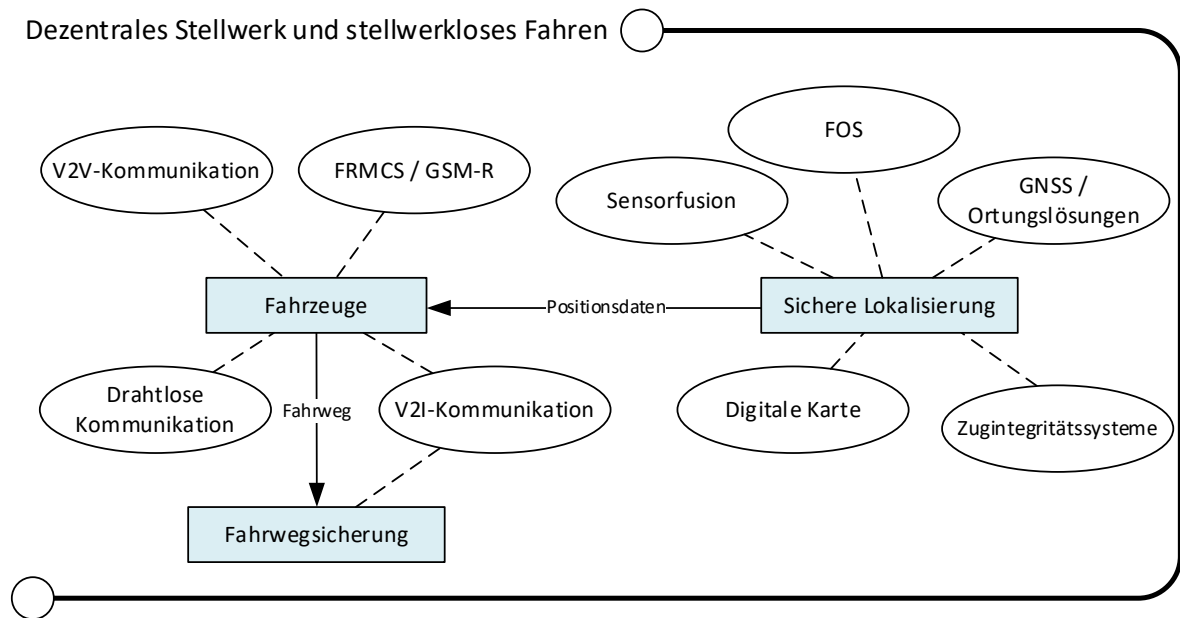 Dezentrales Stellwerk und stellwerkloses Fahren
V2V-Kommunikation
FRMCS / GSM-R
FOS
Sensorfusion
GNSS /
Ortungslösungen
Fahrzeuge
Positionsdaten
Sichere Lokalisierung
Drahtlose
Kommunikation
Fahrweg
V2I-Kommunikation
Digitale Karte
Zugintegritätssysteme
Fahrwegsicherung